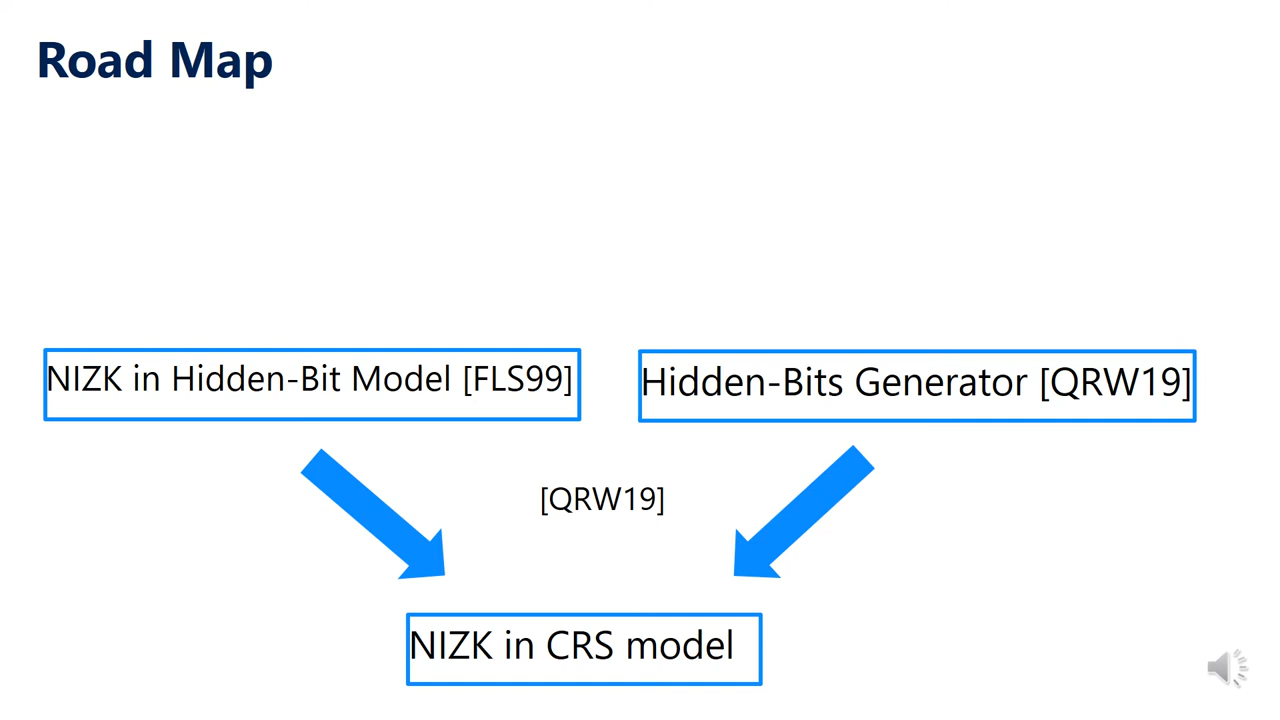 Road Map
NIZK in Hidden-Bit Model [FLS99]
Hidden-Bits Generator [QRW19]
[QRW19]
NIZK in CRS model